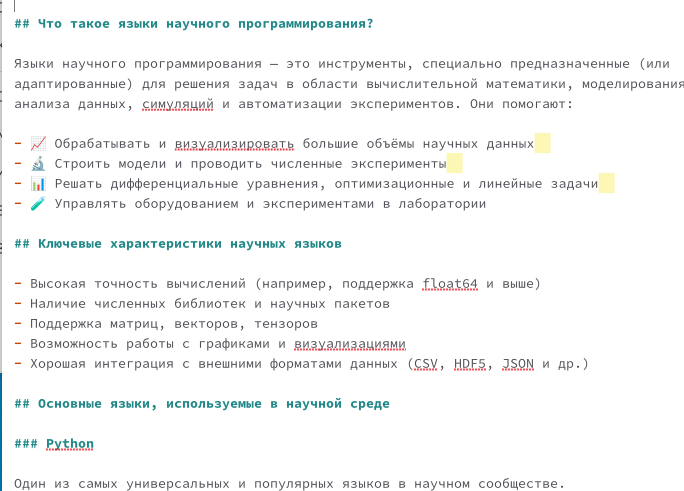 ## Что такое языки научного программирования?
Языки научного программирования — это инструменты, специально предназначенные (или
адаптированные) для решения задач в области вычислительной математики, моделирования
анализа данных, симуляций и автоматизации экспериментов. Они помогают:
- 📈 Обрабатывать и визуализировать большие объёмы научных данных
- 🔬 Строить модели и проводить численные эксперименты
- 📊 Решать дифференциальные уравнения, оптимизационные и линейные задачи
- 🧪 Управлять оборудованием и экспериментами в лаборатории
## Ключевые характеристики научных языков
- Высокая точность вычислений (например, поддержка float64 и выше)
- Наличие численных библиотек и научных пакетов
- Поддержка матриц, векторов, тензоров
- Возможность работы с графиками и визуализациями
- Хорошая интеграция с внешними форматами данных (CSV, HDF5, JSON и др.)
## Основные языки, используемые в научной среде
### Python
Один из самых универсальных и популярных языков в научном сообществе.